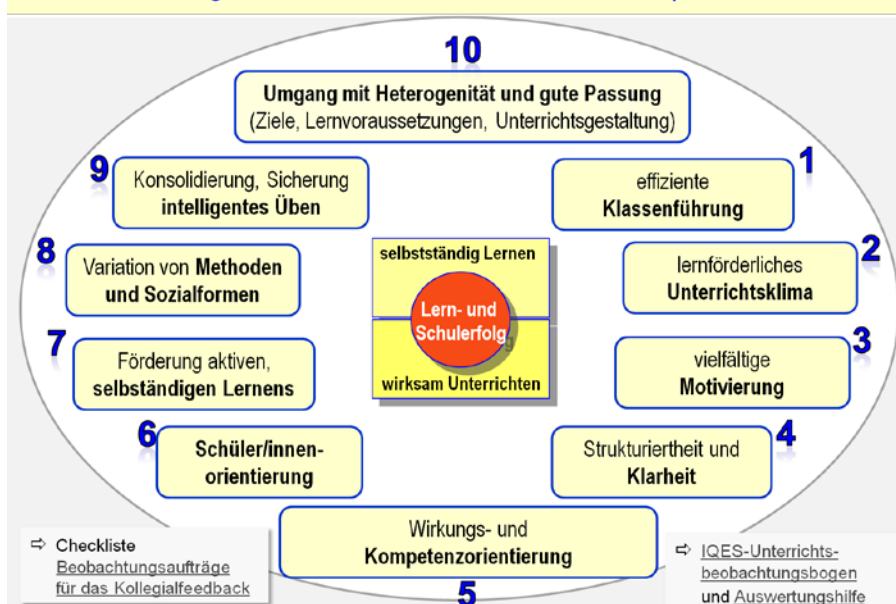 10
Umgang mit Heterogenität und gute Passung
(Ziele, Lernvoraussetzungen, Unterrichtsgestaltung)
1
effiziente
Klassenführung
2
lernförderliches
Unterrichtsklima
3
vielfältige
Motivierung
4
Strukturiertheit und
Klarheit
5
Wirkungs- und
Kompetenzorientierung
6
Schüler/innen-
orientierung
7
Förderung aktiven,
selbständigen Lernens
8
Variation von Methoden
und Sozialformen
9
Konsolidierung, Sicherung
intelligentes Üben
selbstständig Lernen
Lern- und
Schulerfolg
wirksam Unterrichten
⇨ Checkliste
Beobachtungsaufträge
für das Kollegialfeedback
⇨ IQES-Unterrichts-
beobachtungsbogen
und Auswertungshilfe